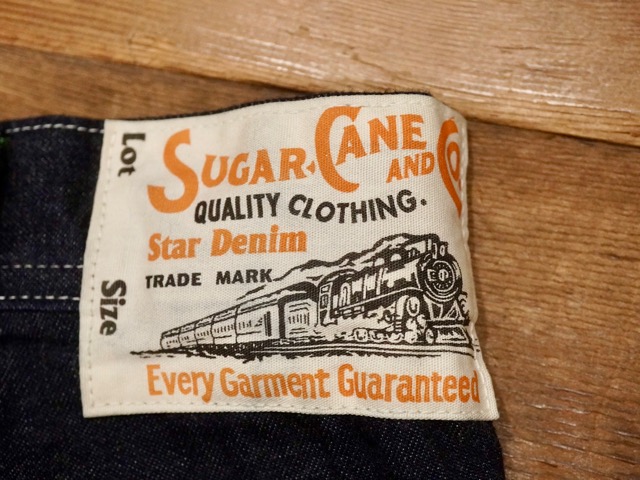 Lot
Size
SUGAR CANE
AND Co
QUALITY CLOTHING.
Star Denim
TRADE MARK
Every Garment Guaranteed